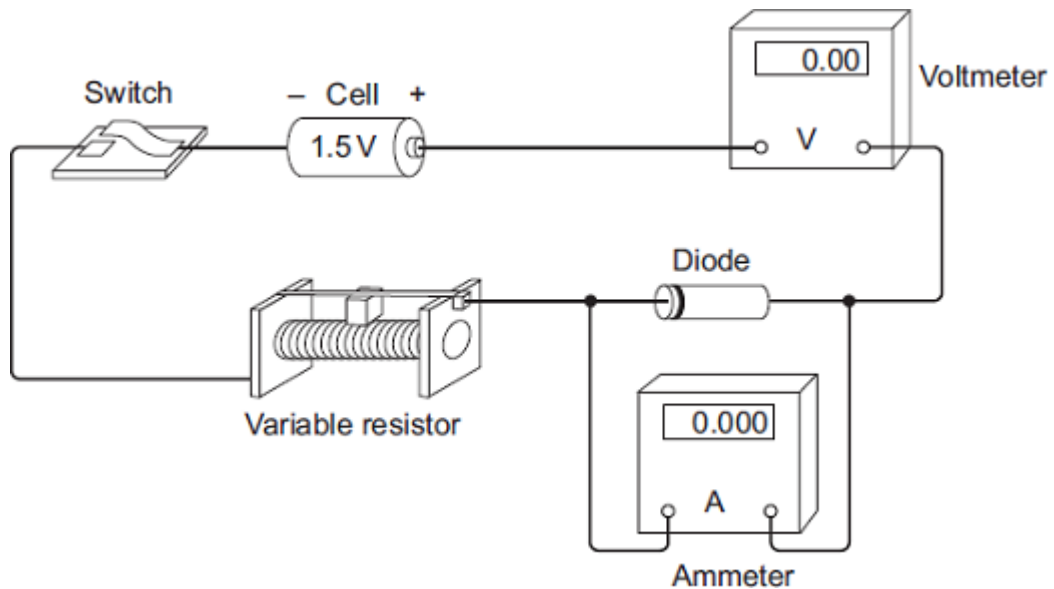 0.00
Voltmeter
Switch
– Cell +
1.5 V
V
Diode
Variable resistor
0.000
A
Ammeter